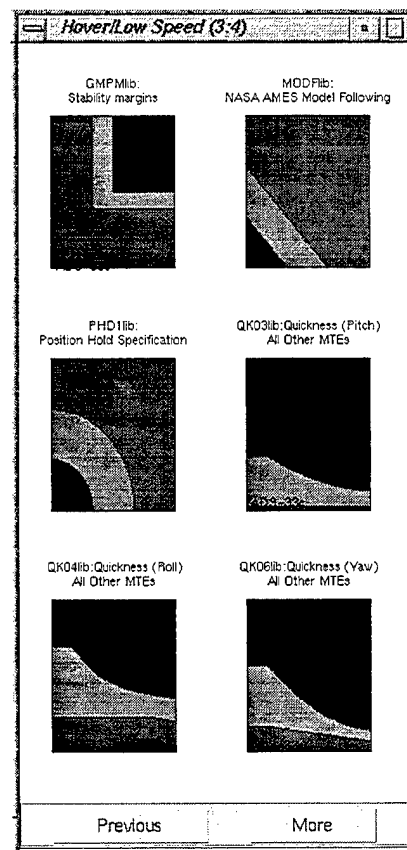 Hover/Low Speed (3:4)
GMPMlib:
Stability margins
MODFlib:
NASA AMES Model Following
PHD1lib:
Position Hold Specification
QK03lib:Quickness (Pitch)
All Other MTEs
QK04lib:Quickness (Roll)
All Other MTEs
QK06lib:Quickness (Yaw)
All Other MTEs
Previous
More